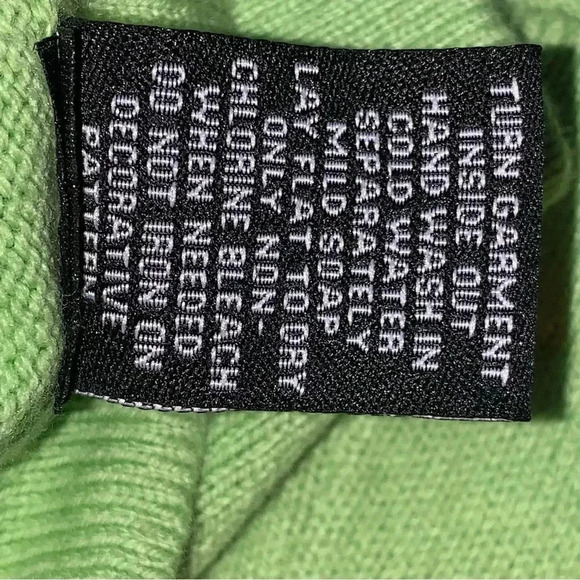 TURN GARMENT
INSIDE OUT
HAND WASH IN
COLD WATER
SEPARATELY
MILD SOAP
LAY FLAT TO DRY
ONLY NON-
CHLORINE BLEACH
WHEN NEEDED
DO NOT IRON ON
DECORATIVE
PATTERN